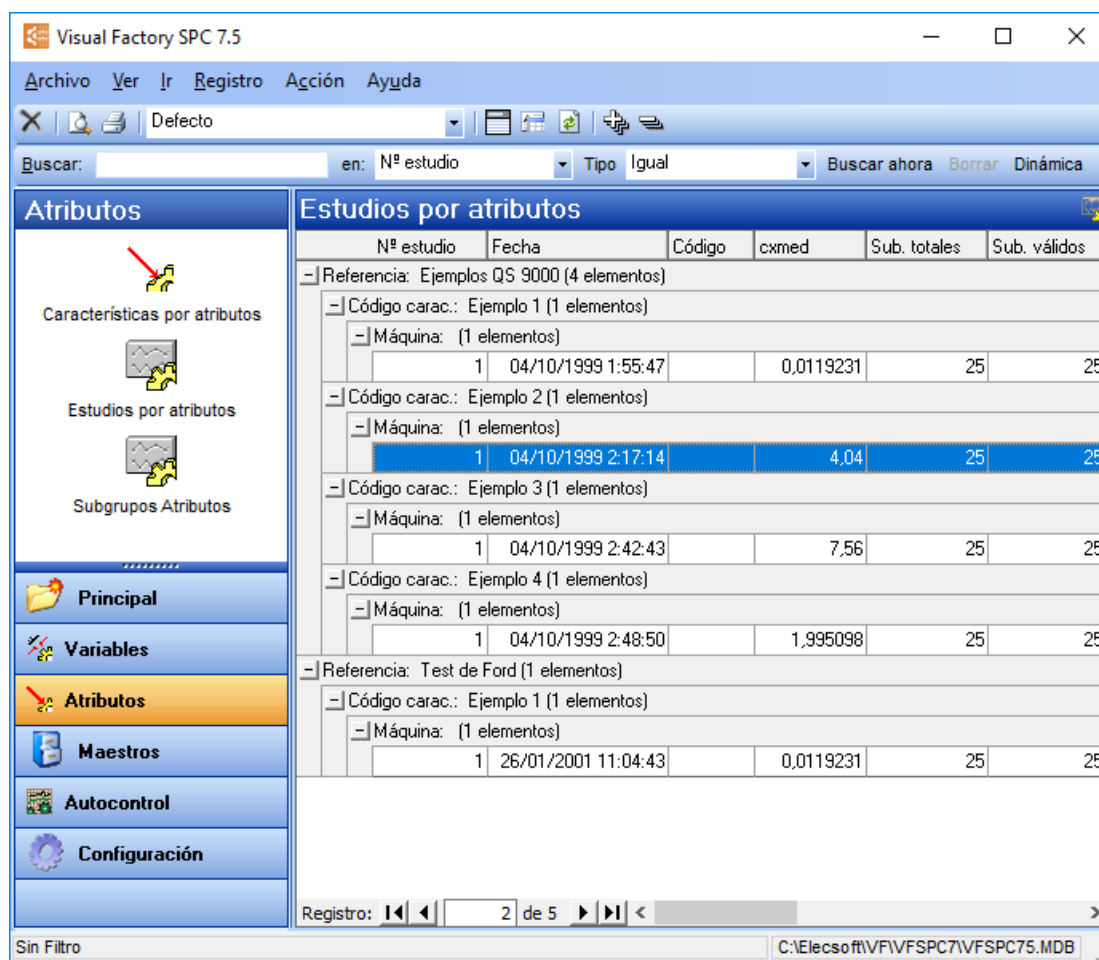 Visual Factory SPC 7.5
Archivo Ver Ir Registro Acción Ayuda
Defecto
Buscar: en: Nº estudio Tipo Igual Buscar ahora Borrar Dinámica
Atributos
Características por atributos
Estudios por atributos
Subgrupos Atributos
Principal
Variables
Atributos
Maestros
Autocontrol
Configuración
Estudios por atributos
Nº estudio Fecha Código cxmed Sub. totales Sub. válidos
Referencia: Ejemplos QS 9000 (4 elementos)
Código carac.: Ejemplo 1 (1 elementos)
Máquina: (1 elementos)
1 04/10/1999 1:55:47 0,0119231 25 25
Código carac.: Ejemplo 2 (1 elementos)
Máquina: (1 elementos)
1 04/10/1999 2:17:14 4,04 25 25
Código carac.: Ejemplo 3 (1 elementos)
Máquina: (1 elementos)
1 04/10/1999 2:42:43 7,56 25 25
Código carac.: Ejemplo 4 (1 elementos)
Máquina: (1 elementos)
1 04/10/1999 2:48:50 1,995098 25 25
Referencia: Test de Ford (1 elementos)
Código carac.: Ejemplo 1 (1 elementos)
Máquina: (1 elementos)
1 26/01/2001 11:04:43 0,0119231 25 25
Registro: 2 de 5
Sin Filtro C:\Elecsoft\VF\VFSPC7\VFSPC75.MDB